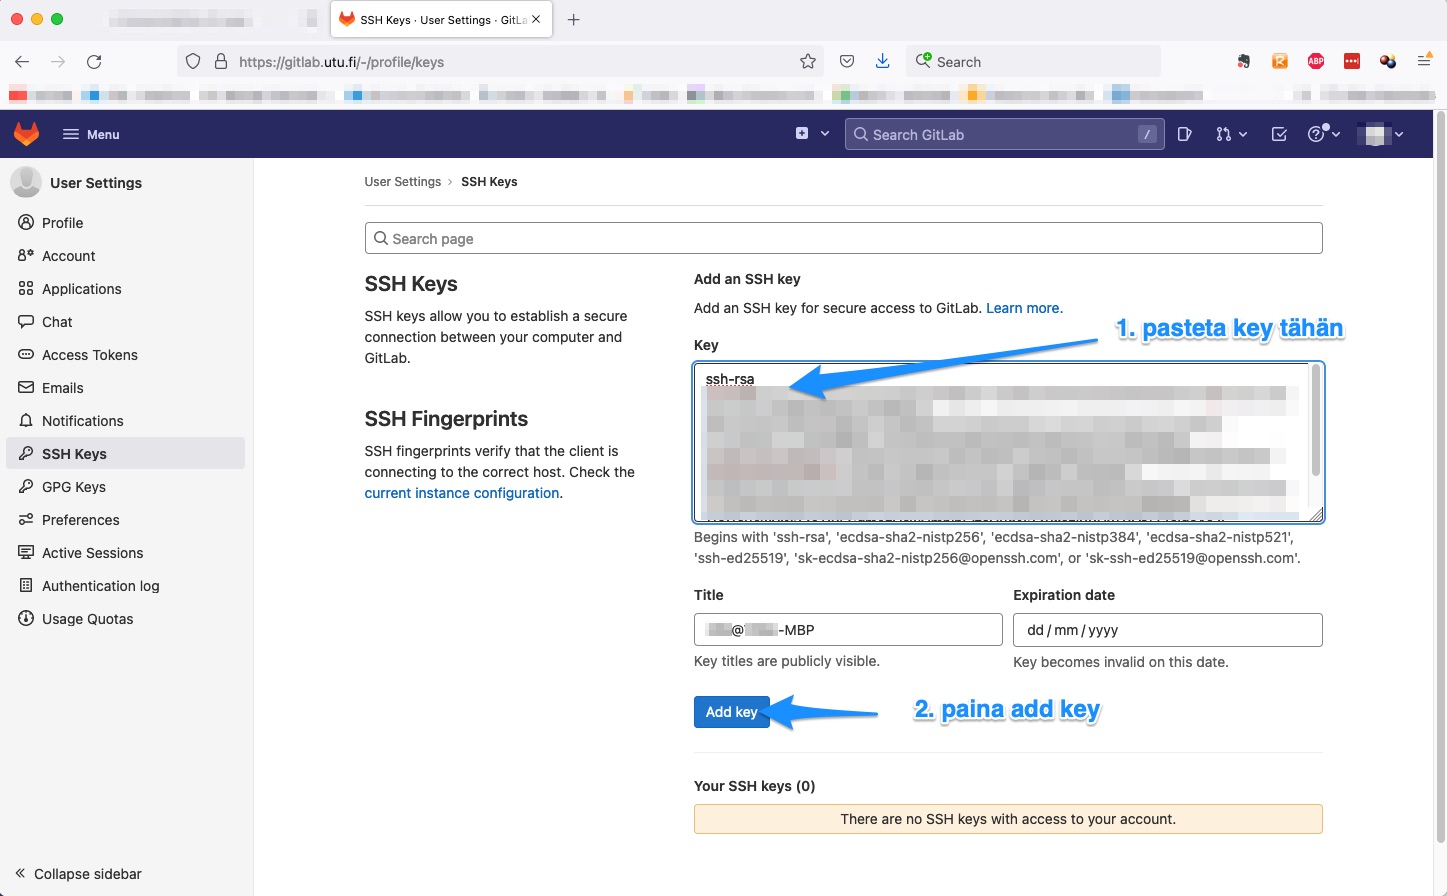 SSH Keys · User Settings · GitLa
https://gitlab.utu.fi/-/profile/keys
Search
ABP
Menu
Search GitLab
/
User Settings
Profile
Account
Applications
Chat
Access Tokens
Emails
Notifications
SSH Keys
GPG Keys
Preferences
Active Sessions
Authentication log
Usage Quotas
Collapse sidebar
User Settings › SSH Keys
Search page
SSH Keys
SSH keys allow you to establish a secure
connection between your computer and
GitLab.
SSH Fingerprints
SSH fingerprints verify that the client is
connecting to the correct host. Check the
current instance configuration.
Add an SSH key
Add an SSH key for secure access to GitLab. Learn more.
1. pasteta key tähän
Key
ssh-rsa
Begins with 'ssh-rsa', 'ecdsa-sha2-nistp256', 'ecdsa-sha2-nistp384', 'ecdsa-sha2-nistp521',
'ssh-ed25519', 'sk-ecdsa-sha2-nistp256@openssh.com', or 'sk-ssh-ed25519@openssh.com'.
Title
@
-MBP
Key titles are publicly visible.
Expiration date
dd / mm / yyyy
Key becomes invalid on this date.
Add key
2. paina add key
Your SSH keys (0)
There are no SSH keys with access to your account.